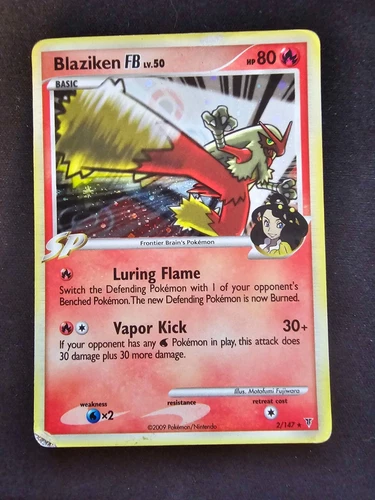 Blaziken FB LV.50
HP 80
BASIC
SP
Frontier Brain's Pokémon
Luring Flame
Switch the Defending Pokémon with 1 of your opponent's
Benched Pokémon. The new Defending Pokémon is now Burned.
Vapor Kick 30+
If your opponent has any Pokémon in play, this attack does
30 damage plus 30 more damage.
Illus. Motofumi Fujiwara
weakness resistance retreat cost
×2
©2009 Pokémon/Nintendo 2/147 ★